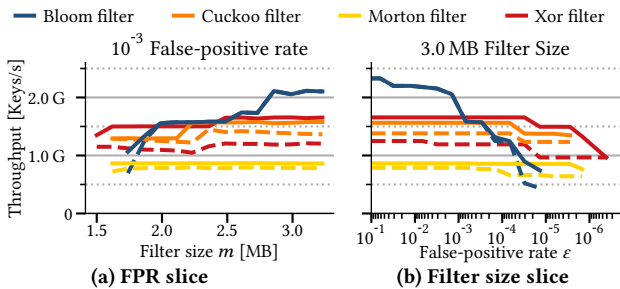 Bloom filter Cuckoo filter Morton filter Xor filter
10⁻³ False-positive rate
3.0 MB Filter Size
Throughput [Keys/s]
2.0 G
1.0 G
0
1.5 2.0 2.5 3.0
Filter size m [MB]
10⁻¹ 10⁻² 10⁻³ 10⁻⁴ 10⁻⁵ 10⁻⁶
False-positive rate ε
(a) FPR slice
(b) Filter size slice